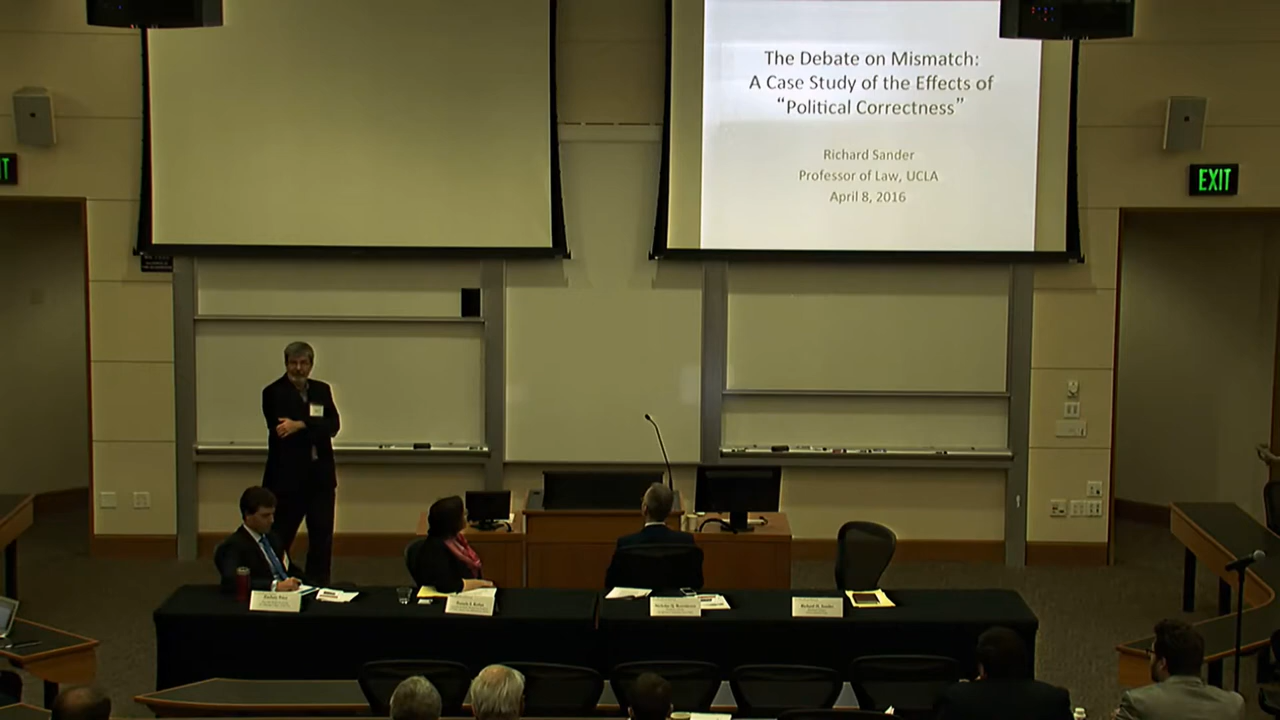 The Debate on Mismatch:
A Case Study of the Effects of
“Political Correctness”
Richard Sander
Professor of Law, UCLA
April 8, 2016
EXIT
IT